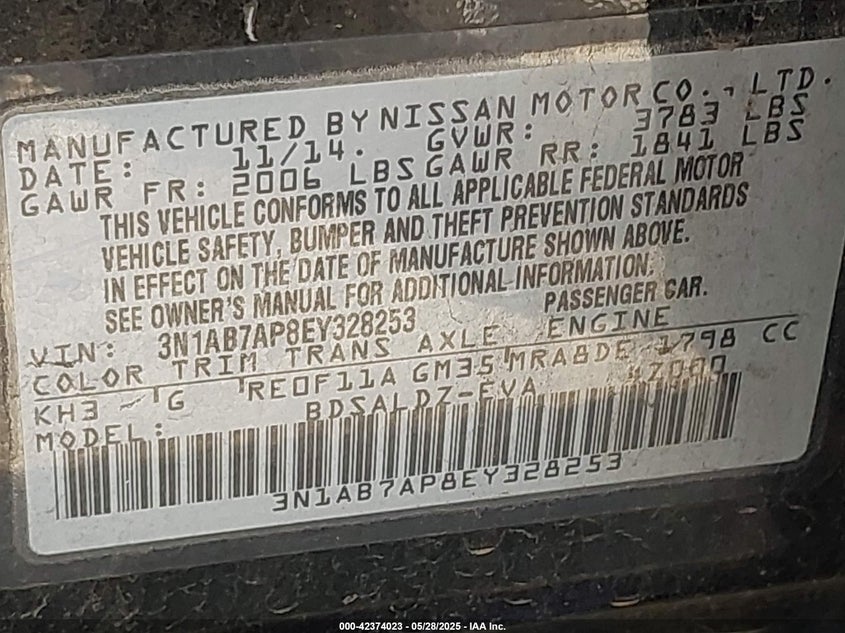 MANUFACTURED BY NISSAN MOTOR CO., LTD.
DATE: 11/14. GVWR: 3783 LBS
GAWR FR: 2006 LBS GAWR RR: 1841 LBS
THIS VEHICLE CONFORMS TO ALL APPLICABLE FEDERAL MOTOR
VEHICLE SAFETY, BUMPER AND THEFT PREVENTION STANDARDS
IN EFFECT ON THE DATE OF MANUFACTURE SHOWN ABOVE.
SEE OWNER'S MANUAL FOR ADDITIONAL INFORMATION.
VIN: 3N1AB7AP8EY328253 PASSENGER CAR.
COLOR TRIM TRANS AXLE ENGINE
KH3 - G RE0F11A GM35 MRA8DE 1798 CC
MODEL: BDSALDZ-EVA
3N1AB7AP8EY328253
000-42374023 — 05/28/2025 - IAA Inc.